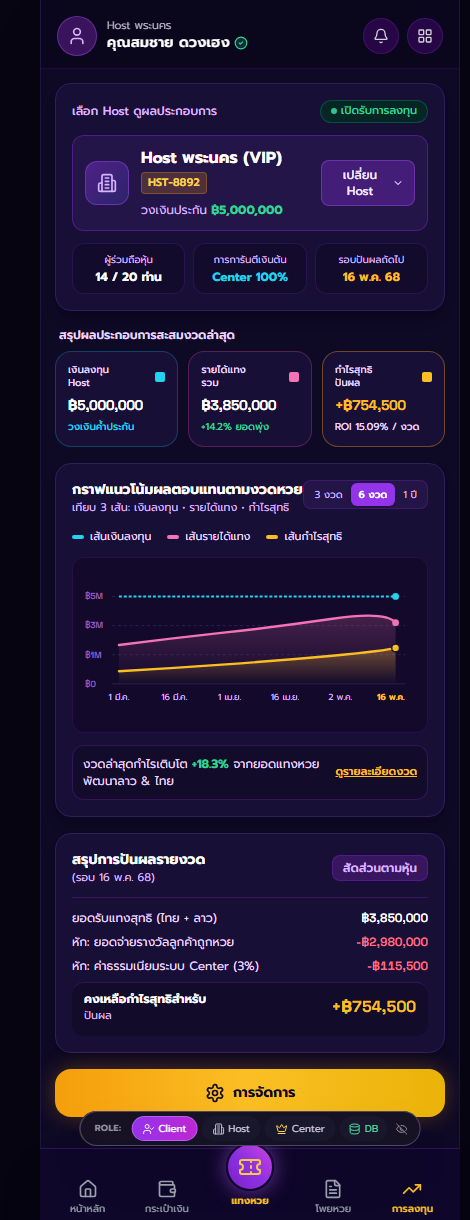 Host พระนคร
คุณสมชาย ดวงเฮง
เลือก Host ดูผลประกอบการ
เปิดรับการลงทุน
Host พระนคร (VIP)
HST-8892
วงเงินประกัน ฿5,000,000
เปลี่ยน
Host
ผู้ร่วมถือหุ้น
14 / 20 ท่าน
การการันตีเงินต้น
Center 100%
รอบปันผลถัดไป
16 พ.ค. 68
สรุปผลประกอบการสะสมงวดล่าสุด
เงินลงทุน
Host
฿5,000,000
วงเงินค้ำประกัน
รายได้แทง
รวม
฿3,850,000
+14.2% ยอดพุ่ง
กำไรสุทธิ
ปันผล
+฿754,500
ROI 15.09% / งวด
กราฟแนวโน้มผลตอบแทนตามงวดหวย
เทียบ 3 เส้น: เงินลงทุน • รายได้แทง • กำไรสุทธิ
3 งวด
6 งวด
1 ปี
เส้นเงินลงทุน
เส้นรายได้แทง
เส้นกำไรสุทธิ
฿5M
฿3M
฿1M
฿0
1 มี.ค.
16 มี.ค.
1 เม.ย.
16 เม.ย.
2 พ.ค.
16 พ.ค.
งวดล่าสุดกำไรเติบโต +18.3% จากยอดแทงหวย
พัฒนาลาว & ไทย
ดูรายละเอียดงวด
สรุปการปันผลรายงวด
(รอบ 16 พ.ค. 68)
สัดส่วนตามหุ้น
ยอดรับแทงสุทธิ (ไทย + ลาว)
฿3,850,000
หัก: ยอดจ่ายรางวัลลูกค้าถูกหวย
-฿2,980,000
หัก: ค่าธรรมเนียมระบบ Center (3%)
-฿115,500
คงเหลือกำไรสุทธิสำหรับ
ปันผล
+฿754,500
การจัดการ
ROLE:
Client
Host
Center
DB
หน้าหลัก
กระเป๋าเงิน
แทงหวย
โพยหวย
การลงทุน